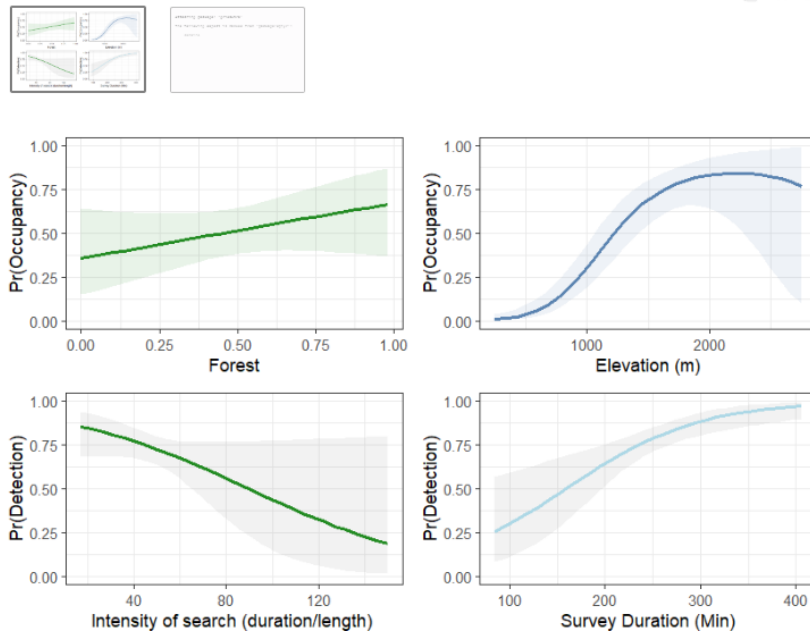 1.00
0.75
0.50
0.25
0.00
Pr(Occupancy)
0.00 0.25 0.50 0.75 1.00
Forest
1.00
0.75
0.50
0.25
0.00
Pr(Occupancy)
1000 2000
Elevation (m)
1.00
0.75
0.50
0.25
0.00
Pr(Detection)
40 80 120
Intensity of search (duration/length)
1.00
0.75
0.50
0.25
0.00
Pr(Detection)
100 200 300 400
Survey Duration (Min)